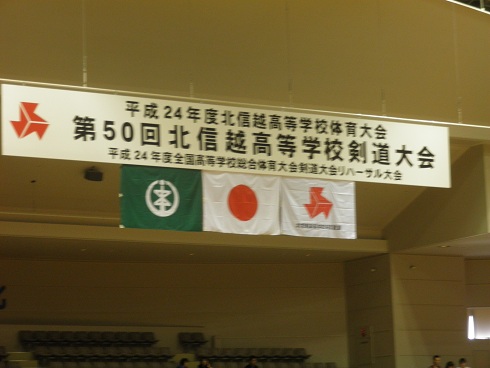 平成24年度北信越高等学校体育大会
第50回北信越高等学校剣道大会
平成24年度全国高等学校総合体育大会剣道大会リハーサル大会